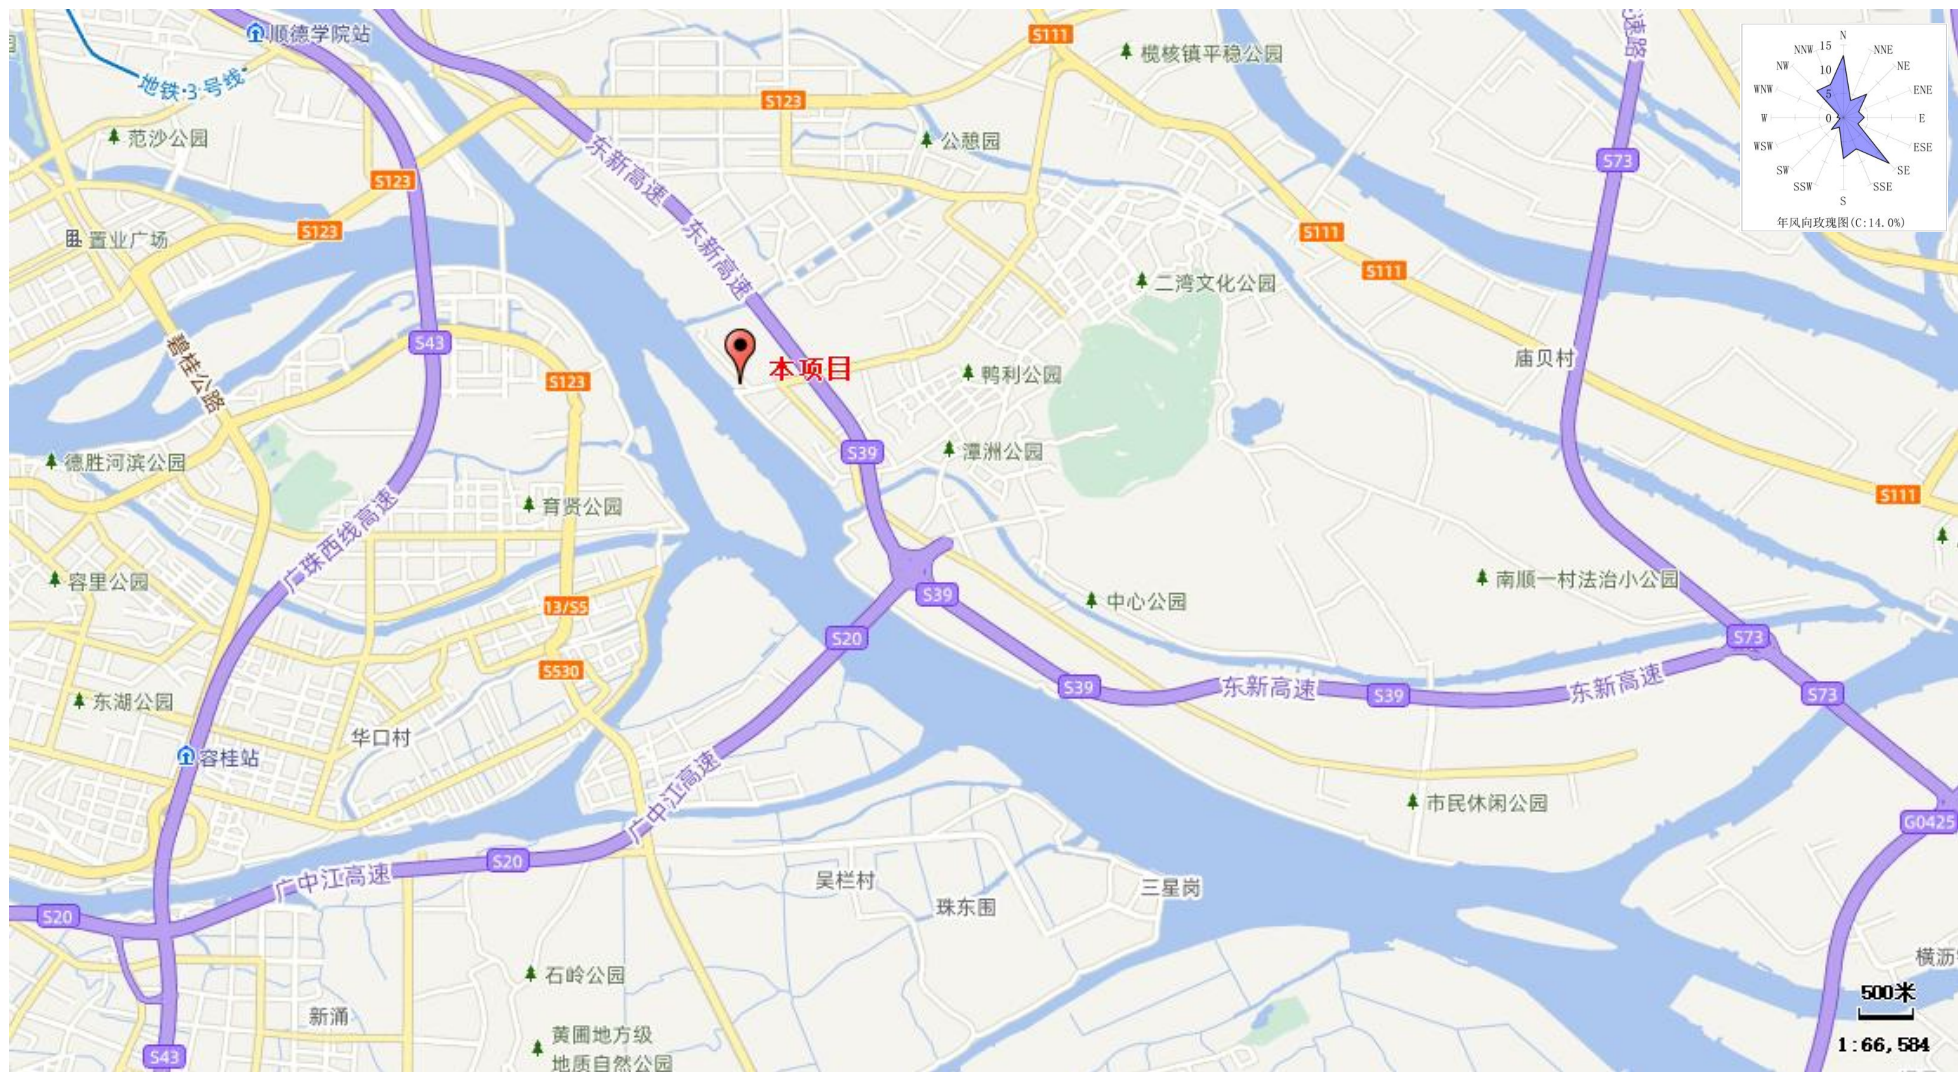 顺德学院站
S111
榄核镇平稳公园
速路
N
NNW
15
NNE
NW
10
NE
WNW
5
ENE
W
0
E
WSW
ESE
SW
SE
SSW
SSE
S
年风向玫瑰图(C:14.0%)
地铁·3号线
S123
范沙公园
东新高速
公憩园
S73
S123
置业广场
S123
东新高速
S111
S111
二湾文化公园
碧桂公路
S43
本项目
S123
鸭利公园
庙贝村
德胜河滨公园
S39
潭洲公园
S111
育贤公园
广珠西线高速
容里公园
13/S5
S39
中心公园
南顺一村法治小公园
S20
S73
S530
东湖公园
S39
东新高速
S39
东新高速
S73
华口村
容桂站
广中江高速
市民休闲公园
G0425
S20
广中江高速
吴栏村
三星岗
珠东围
S20
横沥
石岭公园
500米
新涌
黄圃地方级
地质自然公园
S43
1:66,584